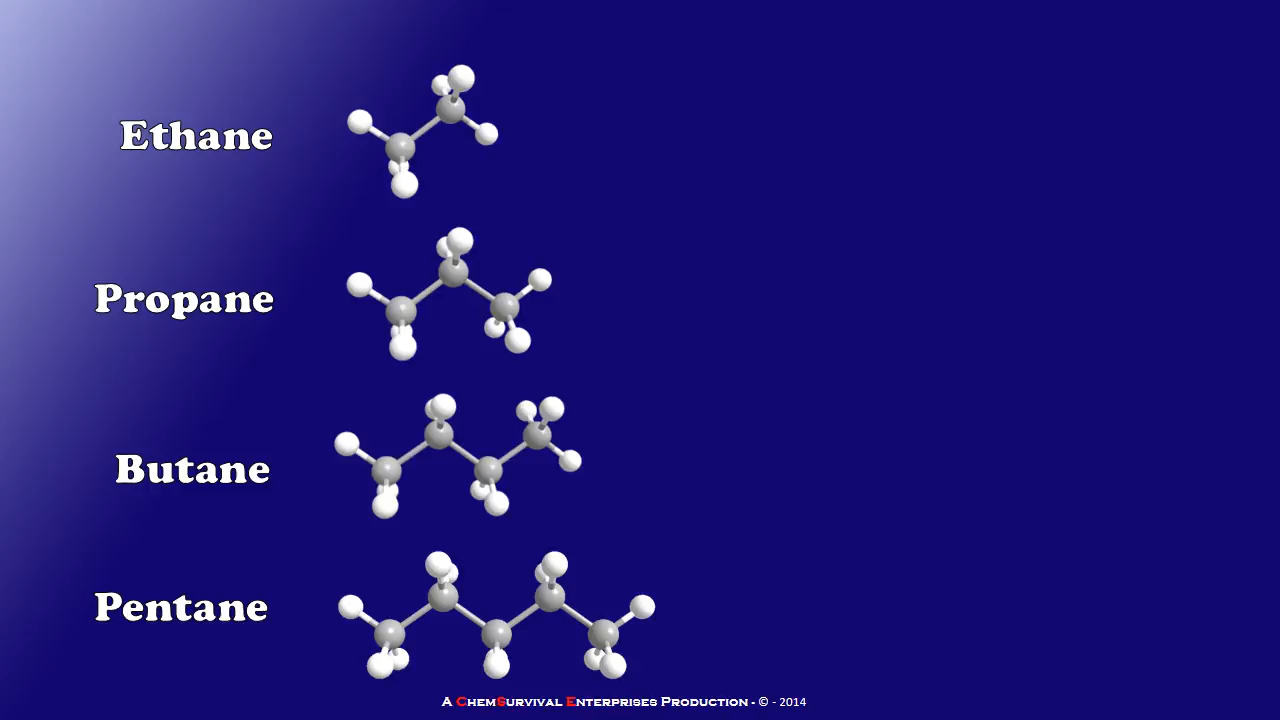 Ethane
Propane
Butane
Pentane
A ChemSurvival Enterprises Production - © - 2014